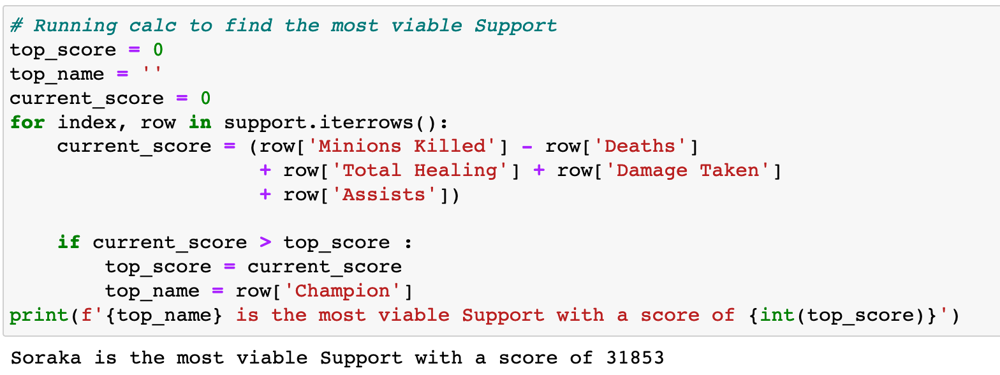 # Running calc to find the most viable Support
top_score = 0
top_name = ''
current_score = 0
for index, row in support.iterrows():
    current_score = (row['Minions Killed'] - row['Deaths']
                     + row['Total Healing'] + row['Damage Taken']
                     + row['Assists'])

    if current_score > top_score :
        top_score = current_score
        top_name = row['Champion']
print(f'{top_name} is the most viable Support with a score of {int(top_score)}')
Soraka is the most viable Support with a score of 31853